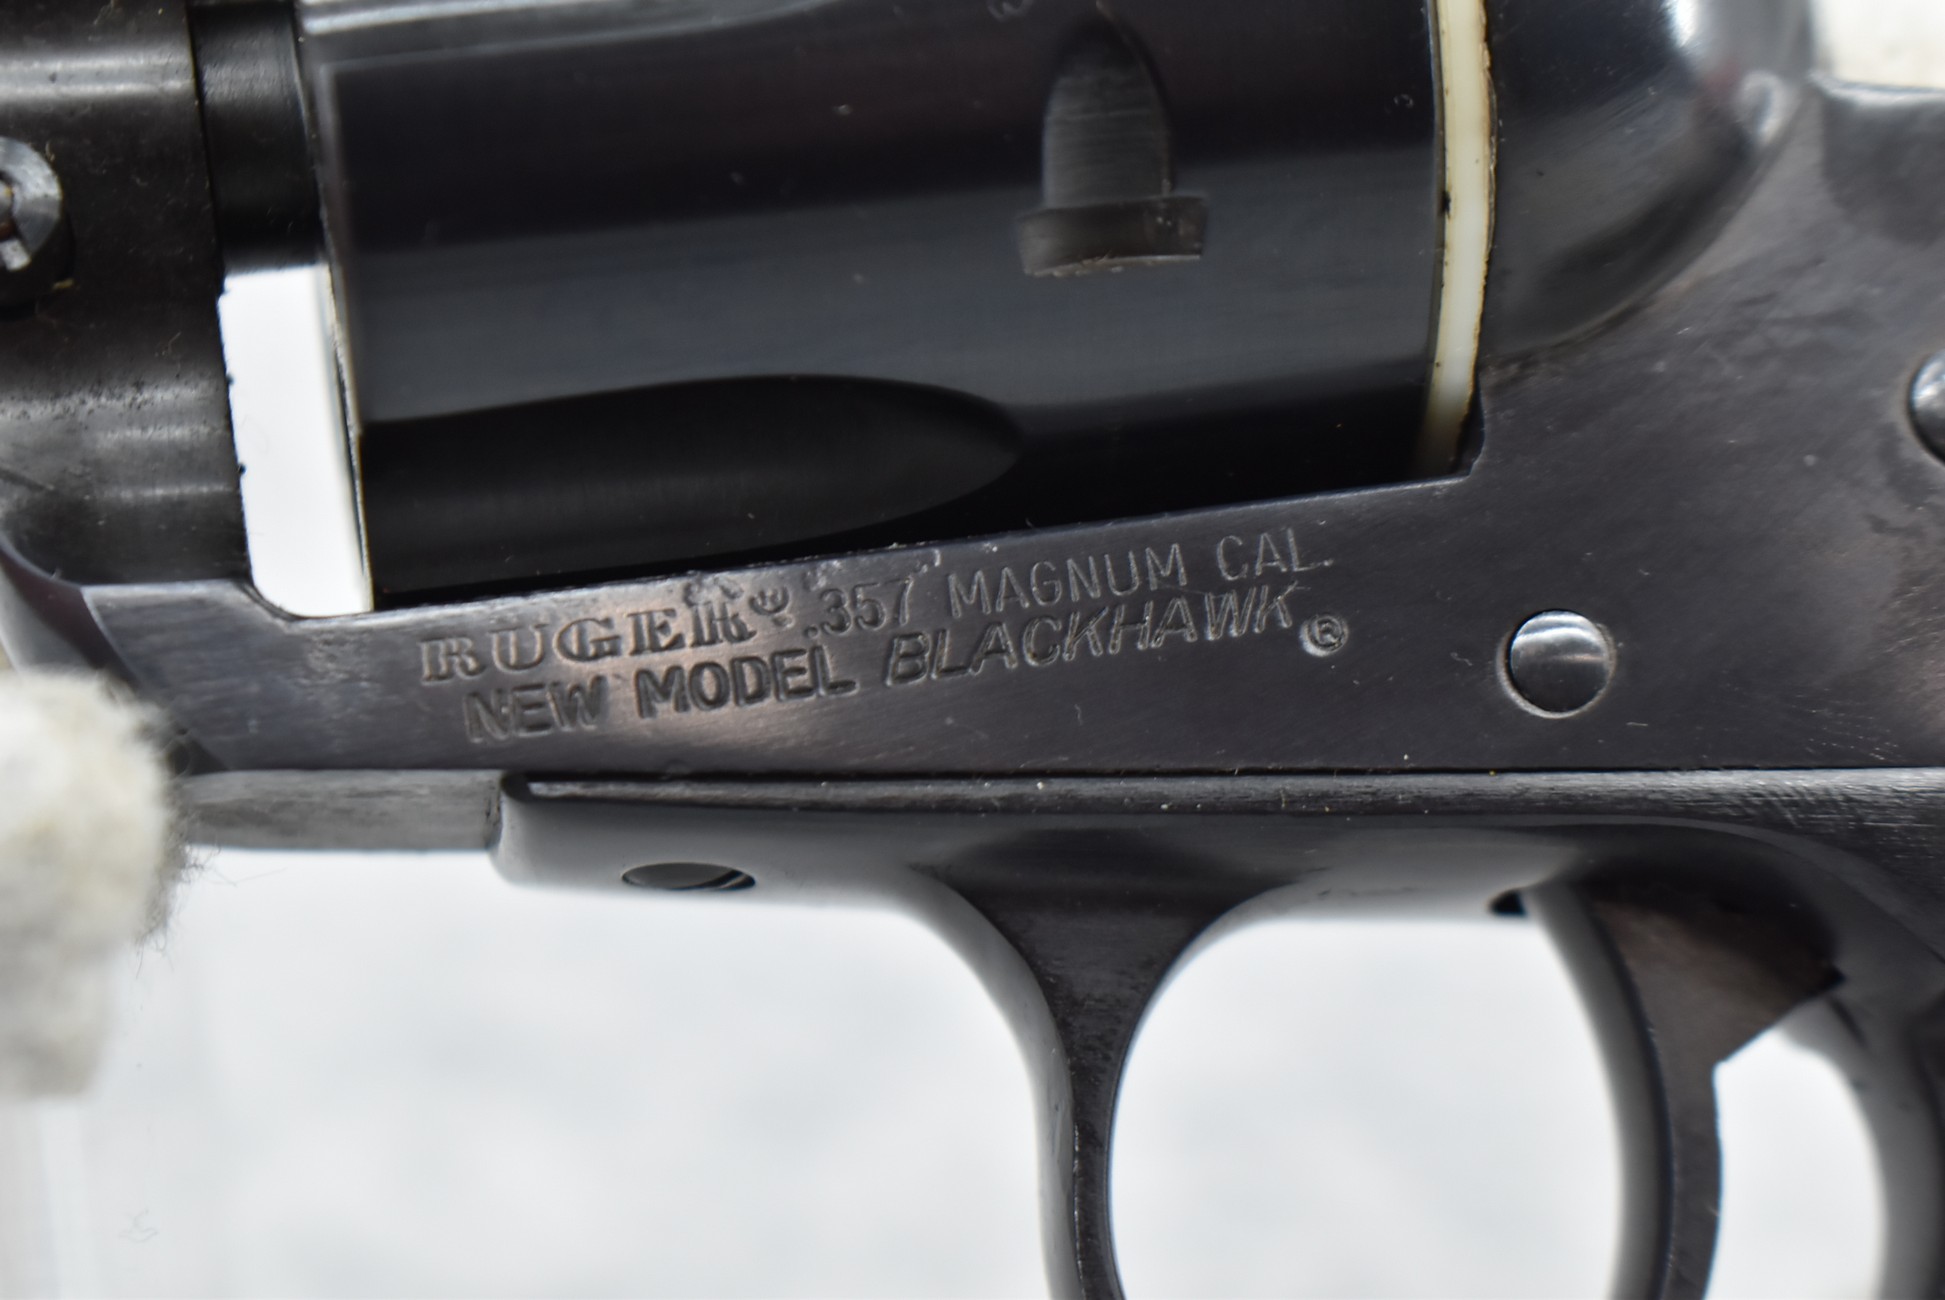 RUGER .357 MAGNUM CAL.
NEW MODEL BLACKHAWK ®